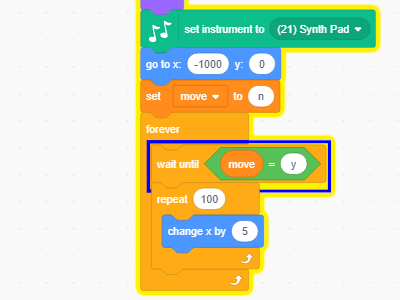 set instrument to (21) Synth Pad
go to x: -1000 y: 0
set move to n
forever
wait until move = y
repeat 100
change x by 5